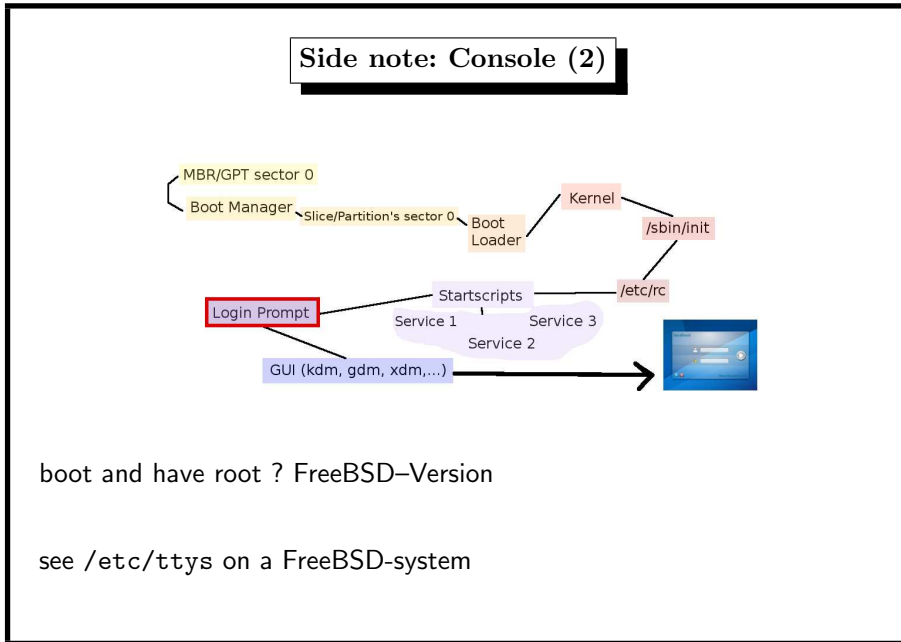 Side note: Console (2)
MBR/GPT sector 0
Boot Manager
Slice/Partition's sector 0
Boot
Loader
Kernel
/sbin/init
/etc/rc
Startscripts
Service 1
Service 2
Service 3
Login Prompt
GUI (kdm, gdm, xdm,...)
boot and have root ? FreeBSD–Version
see /etc/ttys on a FreeBSD-system